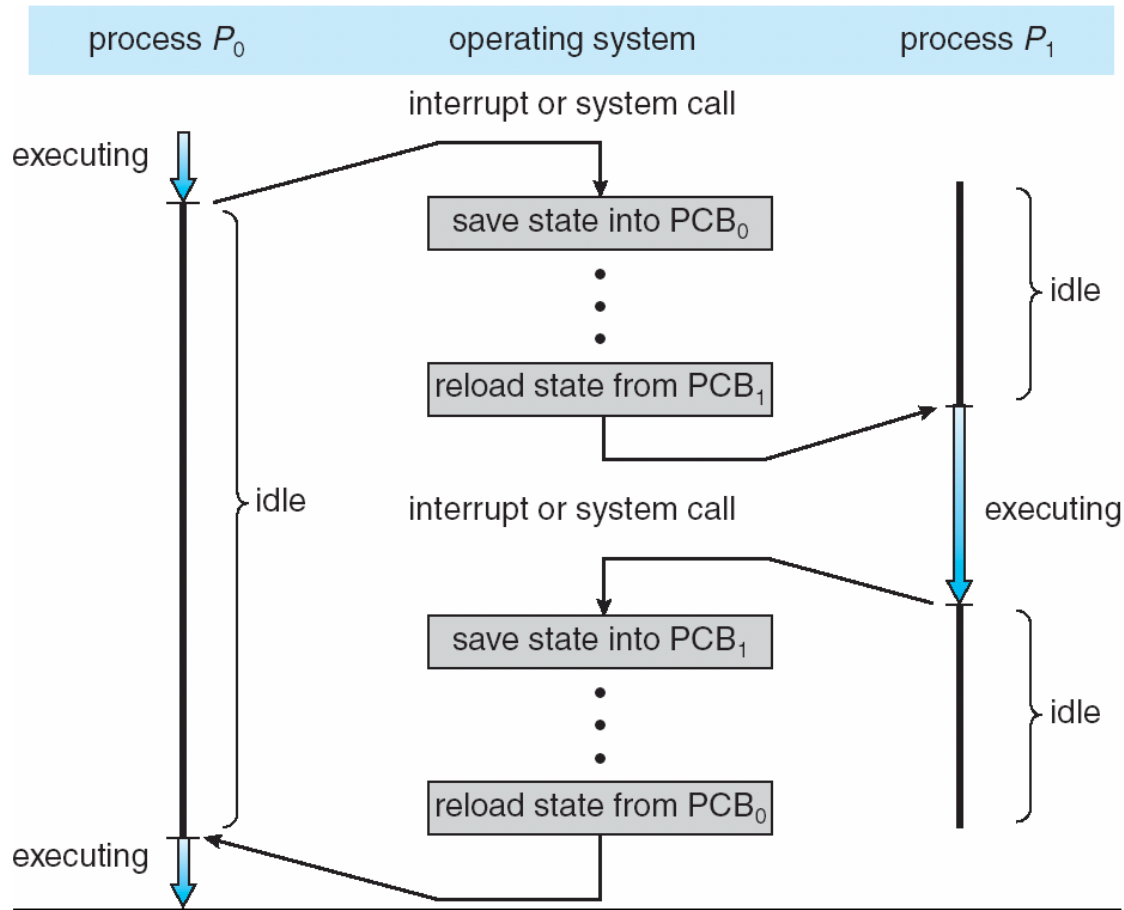 process P₀ operating system process P₁
interrupt or system call
executing
save state into PCB₀
idle
reload state from PCB₁
idle
interrupt or system call
executing
save state into PCB₁
idle
reload state from PCB₀
executing